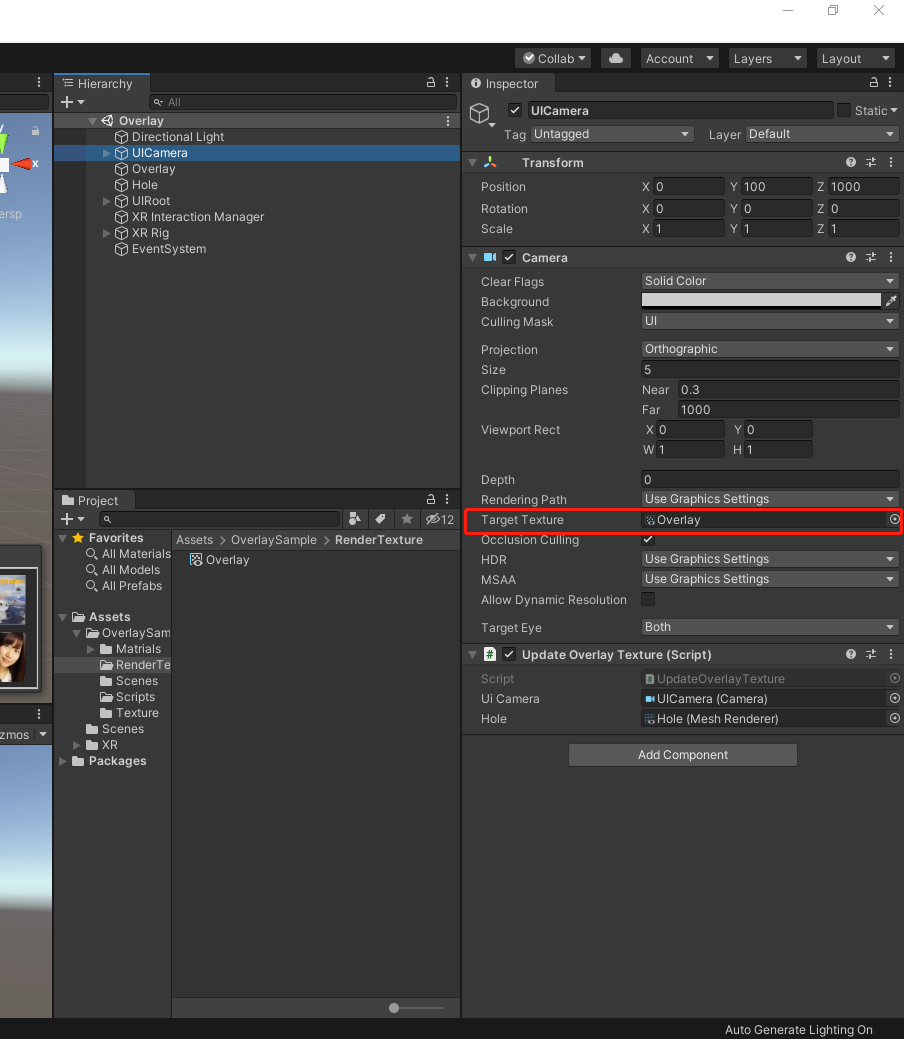 Collab Account Layers Layout
Hierarchy
All
Overlay
Directional Light
UICamera
Overlay
Hole
UIRoot
XR Interaction Manager
XR Rig
EventSystem
y
x
ersp
Project
12
Favorites
All Materials
All Models
All Prefabs
Assets
OverlaySam
Matrials
RenderTe
Scenes
Scripts
Texture
Scenes
XR
Packages
Assets > OverlaySample > RenderTexture
Overlay
zmos
Inspector
UICamera Static
Tag Untagged Layer Default
Transform
Position X 0 Y 100 Z 1000
Rotation X 0 Y 0 Z 0
Scale X 1 Y 1 Z 1
Camera
Clear Flags Solid Color
Background
Culling Mask UI
Projection Orthographic
Size 5
Clipping Planes Near 0.3
Far 1000
Viewport Rect X 0 Y 0
W 1 H 1
Depth 0
Rendering Path Use Graphics Settings
Target Texture Overlay
Occlusion Culling
HDR Use Graphics Settings
MSAA Use Graphics Settings
Allow Dynamic Resolution
Target Eye Both
# Update Overlay Texture (Script)
Script UpdateOverlayTexture
Ui Camera UICamera (Camera)
Hole Hole (Mesh Renderer)
Add Component
Auto Generate Lighting On